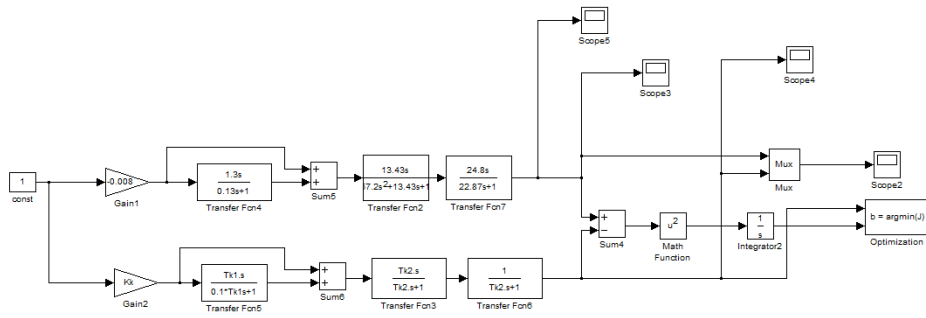 Scope5
Scope4
Scope3
1
const
-0.008
Gain1
1.3s
0.13s+1
Transfer Fcn4
+
+
Sum5
13.43s
37.2s²+13.43s+1
Transfer Fcn2
24.8s
22.87s+1
Transfer Fcn7
Mux
Mux
Scope2
+
−
Sum4
u²
Math
Function
1
s
Integrator2
b = argmin(J)
Optimization
Kk
Gain2
Tk1.s
0.1*Tk1s+1
Transfer Fcn5
+
+
Sum6
Tk2.s
Tk2.s+1
Transfer Fcn3
1
Tk2.s+1
Transfer Fcn6